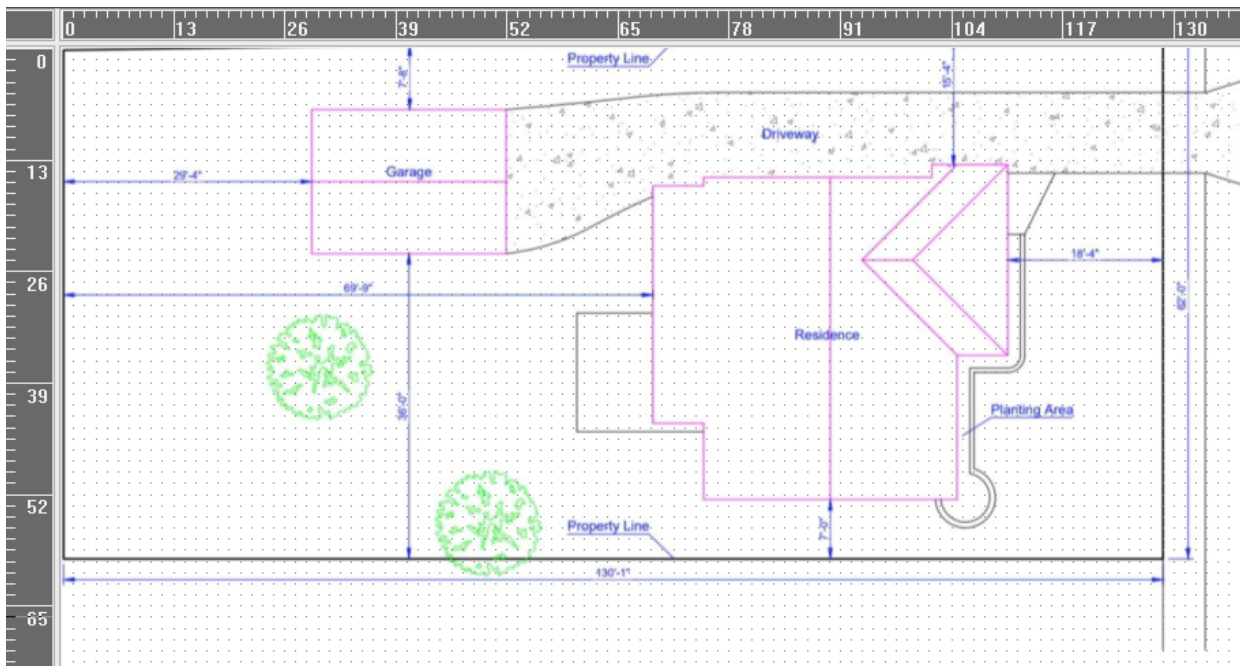 0 13 26 39 52 65 78 91 104 117 130
0
13
26
39
52
65
Property Line
7'-8"
15'-4"
Driveway
Garage
29'-4"
18'-4"
69'-9"
62'-0"
Residence
36'-0"
Planting Area
Property Line
7'-0"
130'-1"